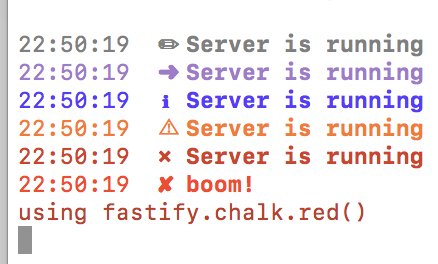 22:50:19 ✏ Server is running
22:50:19 ➜ Server is running
22:50:19 ℹ Server is running
22:50:19 ⚠ Server is running
22:50:19 ✖ Server is running
22:50:19 ✘ boom!
using fastify.chalk.red()